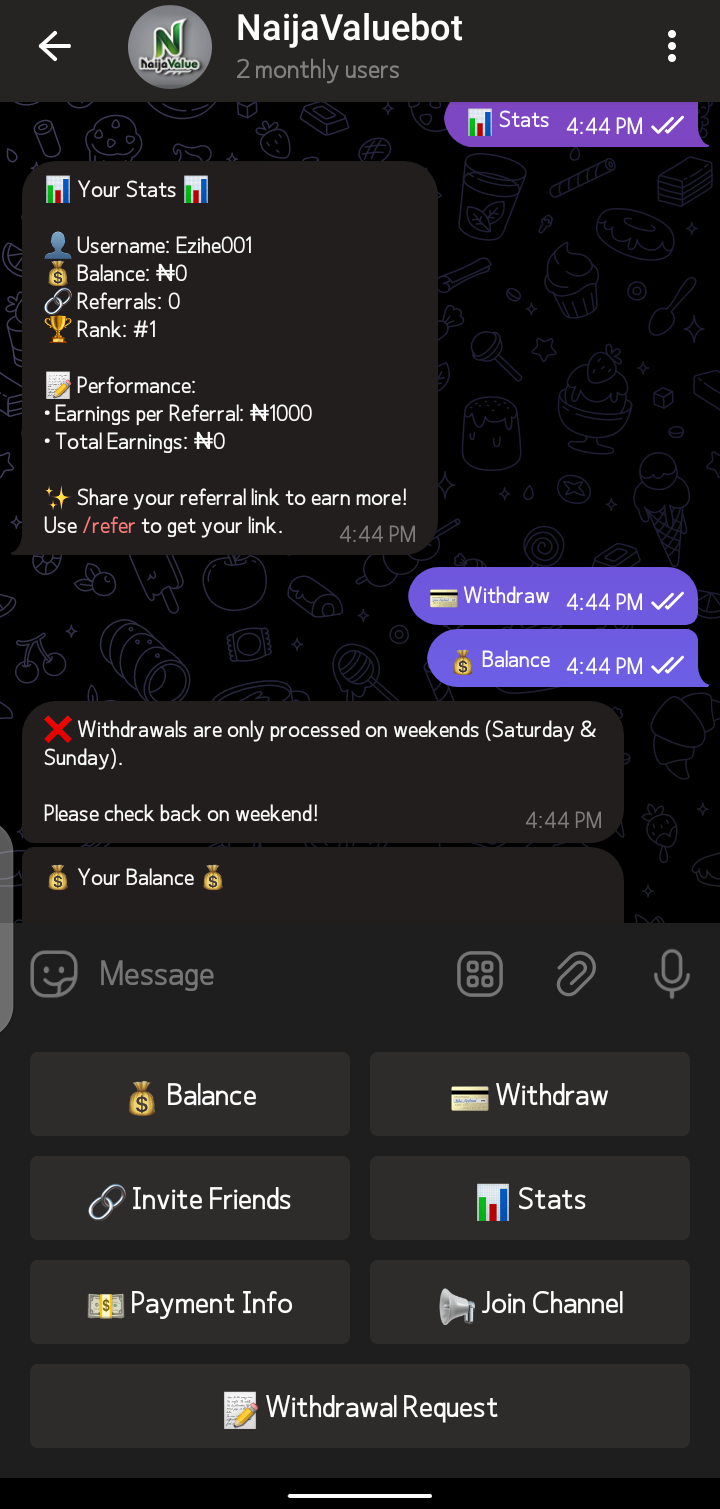 NaijaValuebot
NaijaValue
2 monthly users
📊 Stats 4:44 PM
📊 Your Stats 📊
👤 Username: Ezihe001
💰 Balance: ₦0
🔗 Referrals: 0
🏆 Rank: #1
📝 Performance:
• Earnings per Referral: ₦1000
• Total Earnings: ₦0
✨ Share your referral link to earn more!
Use /refer to get your link. 4:44 PM
💳 Withdraw 4:44 PM
💰 Balance 4:44 PM
❌ Withdrawals are only processed on weekends (Saturday &
Sunday).
Please check back on weekend!
4:44 PM
💰 Your Balance 💰
Message
💰 Balance
💳 Withdraw
🔗 Invite Friends
📊 Stats
💵 Payment Info
📢 Join Channel
📝 Withdrawal Request